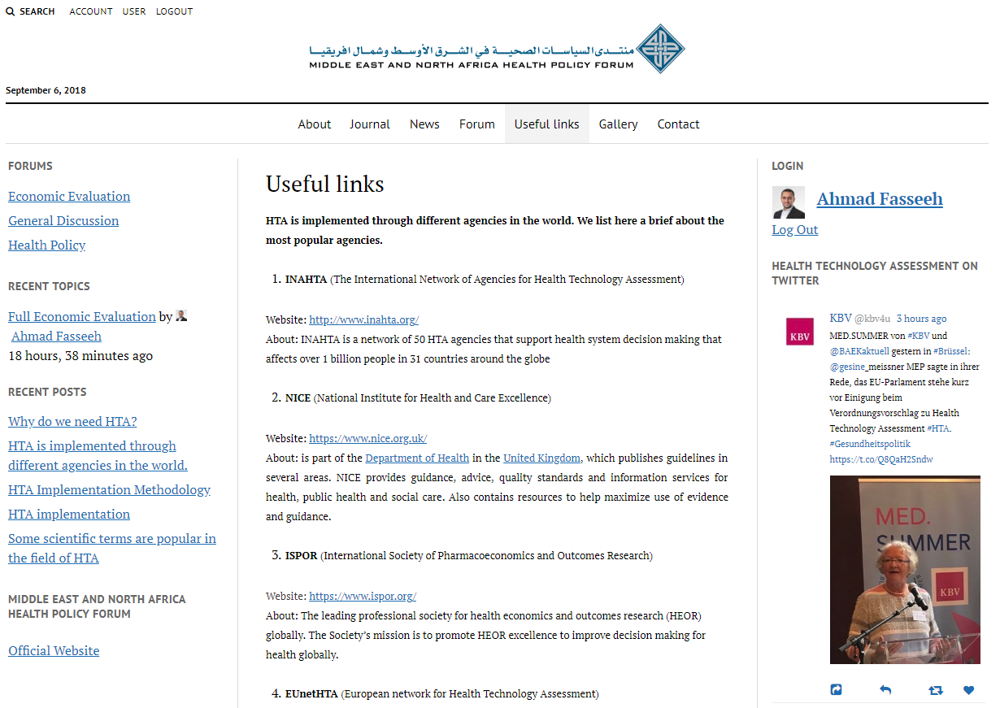 SEARCH ACCOUNT USER LOGOUT
منتدى السياسات الصحيـة في الشرق الأوسـط وشمـال افريقيـا
MIDDLE EAST AND NORTH AFRICA HEALTH POLICY FORUM
September 6, 2018
About Journal News Forum Useful links Gallery Contact
FORUMS
Economic Evaluation
General Discussion
Health Policy
RECENT TOPICS
Full Economic Evaluation by
Ahmad Fasseeh
18 hours, 38 minutes ago
RECENT POSTS
Why do we need HTA?
HTA is implemented through
different agencies in the world.
HTA Implementation Methodology
HTA implementation
Some scientific terms are popular in
the field of HTA
MIDDLE EAST AND NORTH AFRICA
HEALTH POLICY FORUM
Official Website
Useful links
HTA is implemented through different agencies in the world. We list here a brief about the
most popular agencies.
1. INAHTA (The International Network of Agencies for Health Technology Assessment)
Website: http://www.inahta.org/
About: INAHTA is a network of 50 HTA agencies that support health system decision making that
affects over 1 billion people in 31 countries around the globe
2. NICE (National Institute for Health and Care Excellence)
Website: https://www.nice.org.uk/
About: is part of the Department of Health in the United Kingdom, which publishes guidelines in
several areas. NICE provides guidance, advice, quality standards and information services for
health, public health and social care. Also contains resources to help maximize use of evidence
and guidance.
3. ISPOR (International Society of Pharmacoeconomics and Outcomes Research)
Website: https://www.ispor.org/
About: The leading professional society for health economics and outcomes research (HEOR)
globally. The Society’s mission is to promote HEOR excellence to improve decision making for
health globally.
4. EUnetHTA (European network for Health Technology Assessment)
LOGIN
Ahmad Fasseeh
Log Out
HEALTH TECHNOLOGY ASSESSMENT ON
TWITTER
KBV
KBV @kbv4u 3 hours ago
MED.SUMMER von #KBV und
@BAEKaktuell gestern in #Brüssel:
@gesine_meissner MEP sagte in ihrer
Rede, das EU-Parlament stehe kurz
vor Einigung beim
Verordnungsvorschlag zu Health
Technology Assessment #HTA.
#Gesundheitspolitik
https://t.co/Q8QaH2Sndw
MED.
SUMMER
KBV